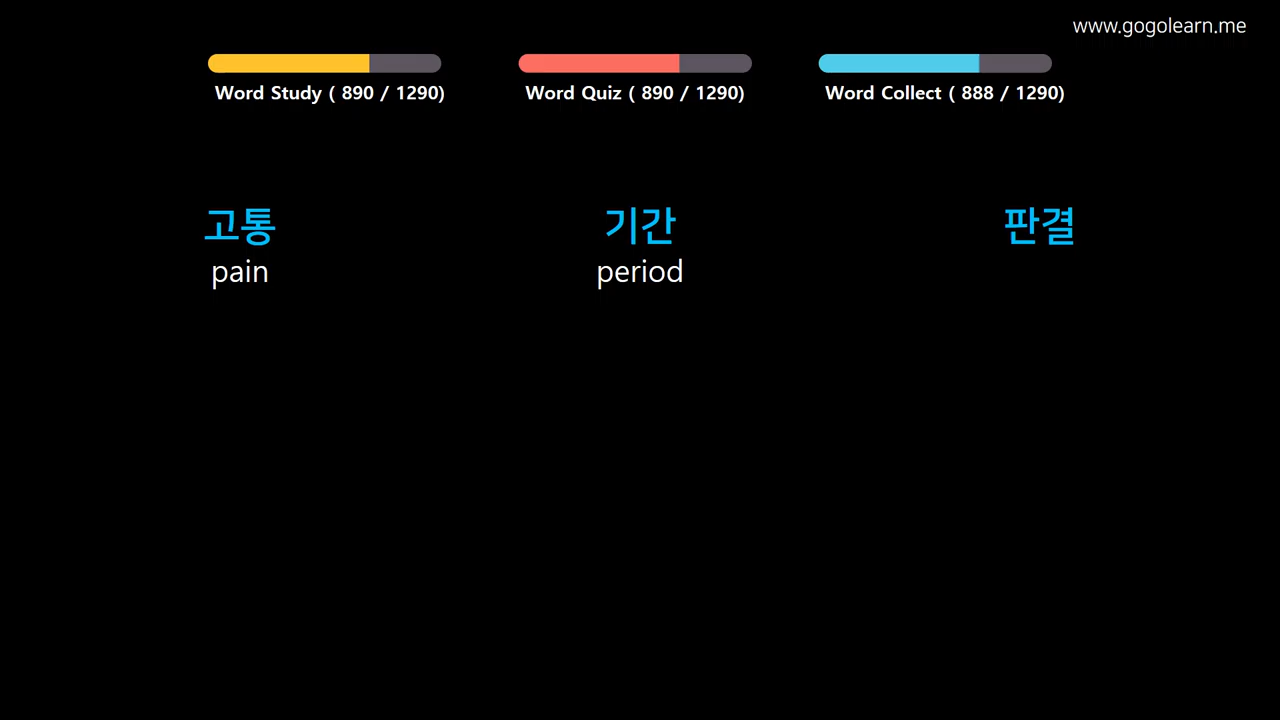 www.gogolearn.me
Word Study ( 890 / 1290)
Word Quiz ( 890 / 1290)
Word Collect ( 888 / 1290)
고통
pain
기간
period
판결